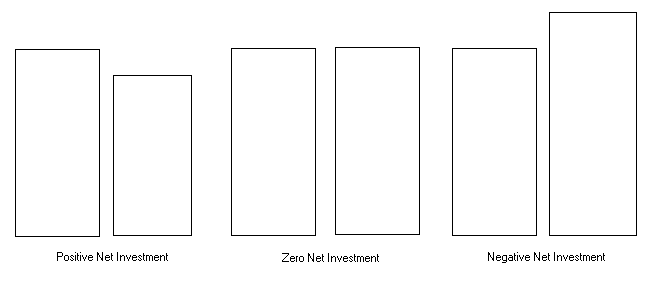 Positive Net Investment
Zero Net Investment
Negative Net Investment